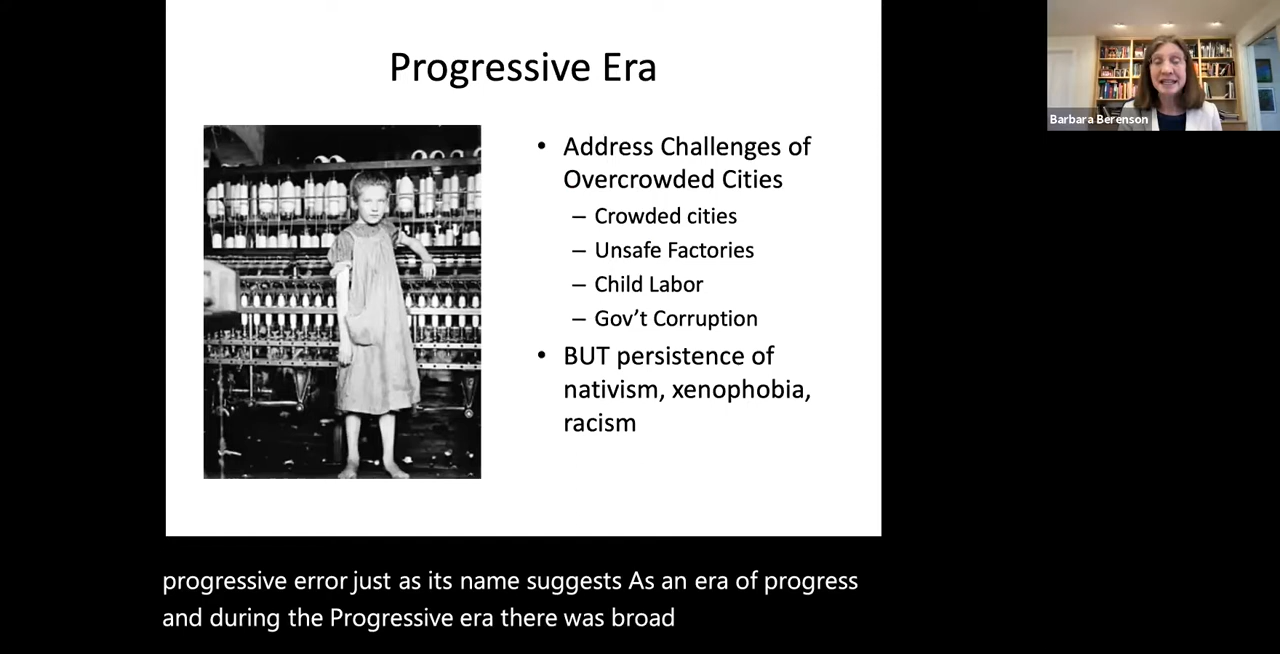 Progressive Era
• Address Challenges of
Overcrowded Cities
– Crowded cities
– Unsafe Factories
– Child Labor
– Gov’t Corruption
• BUT persistence of
nativism, xenophobia,
racism
Barbara Berenson
progressive error just as its name suggests As an era of progress
and during the Progressive era there was broad